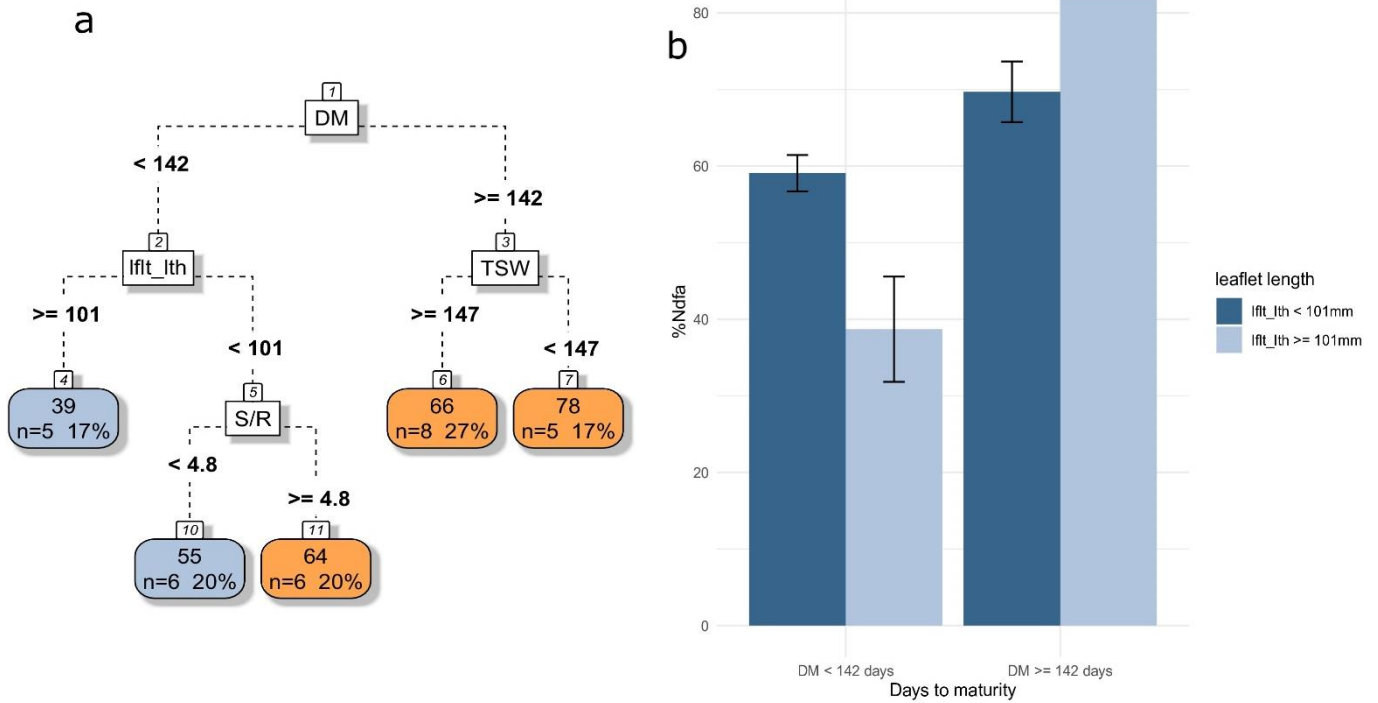 a
1
DM
< 142
>= 142
2
lflt_lth
3
TSW
>= 101
< 101
>= 147
< 147
4
39
n=5 17%
5
S/R
6
66
n=8 27%
7
78
n=5 17%
< 4.8
>= 4.8
10
55
n=6 20%
11
64
n=6 20%
b
80
60
40
20
0
%Ndfa
DM < 142 days
DM >= 142 days
Days to maturity
leaflet length
lflt_lth < 101mm
lflt_lth >= 101mm